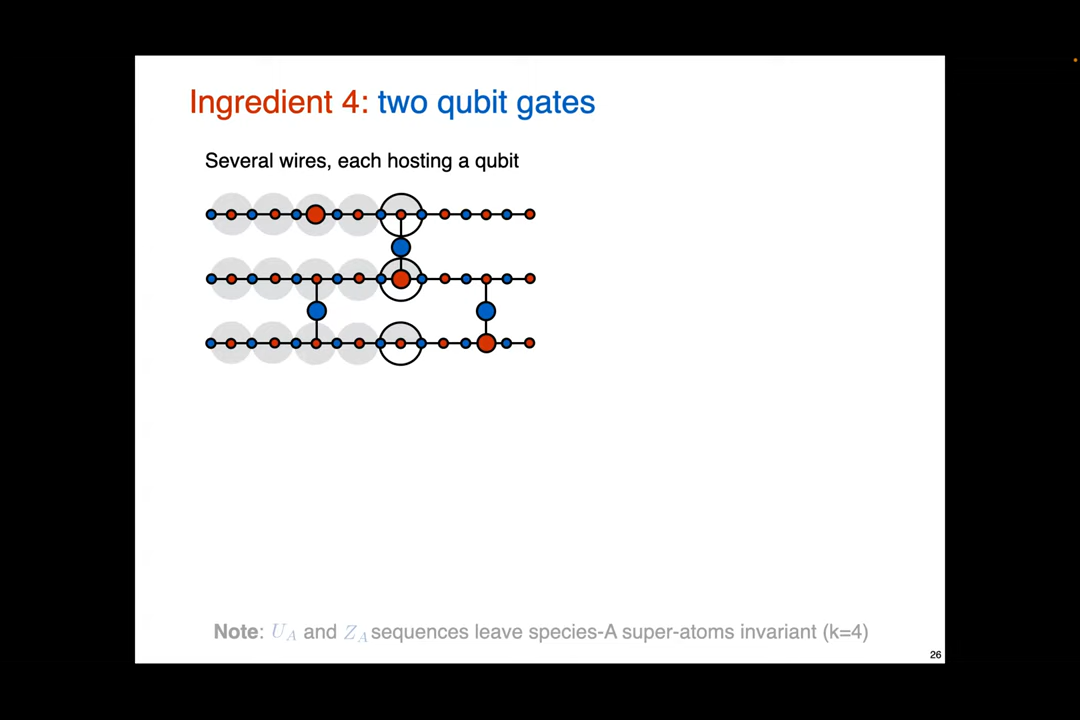 Ingredient 4: two qubit gates
Several wires, each hosting a qubit
Note: U_A and Z_A sequences leave species-A super-atoms invariant (k=4)
26